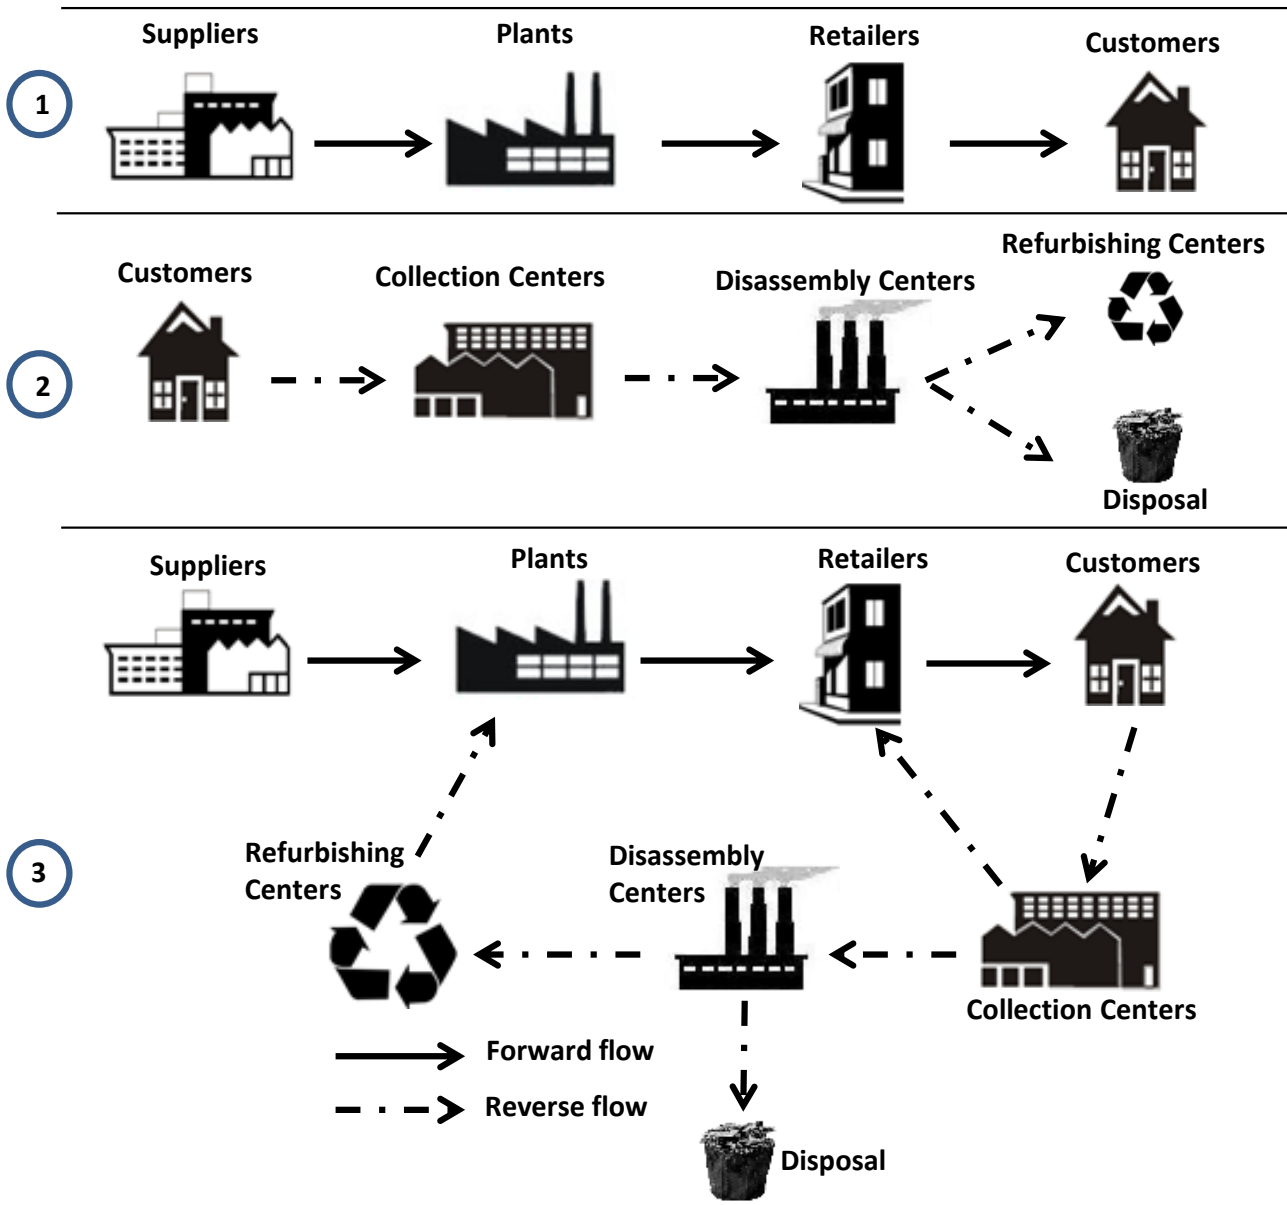 Suppliers
Plants
Retailers
Customers
1
Refurbishing Centers
Customers
Collection Centers
Disassembly Centers
2
Disposal
Suppliers
Plants
Retailers
Customers
3
Refurbishing
Centers
Disassembly
Centers
Collection Centers
Forward flow
Reverse flow
Disposal